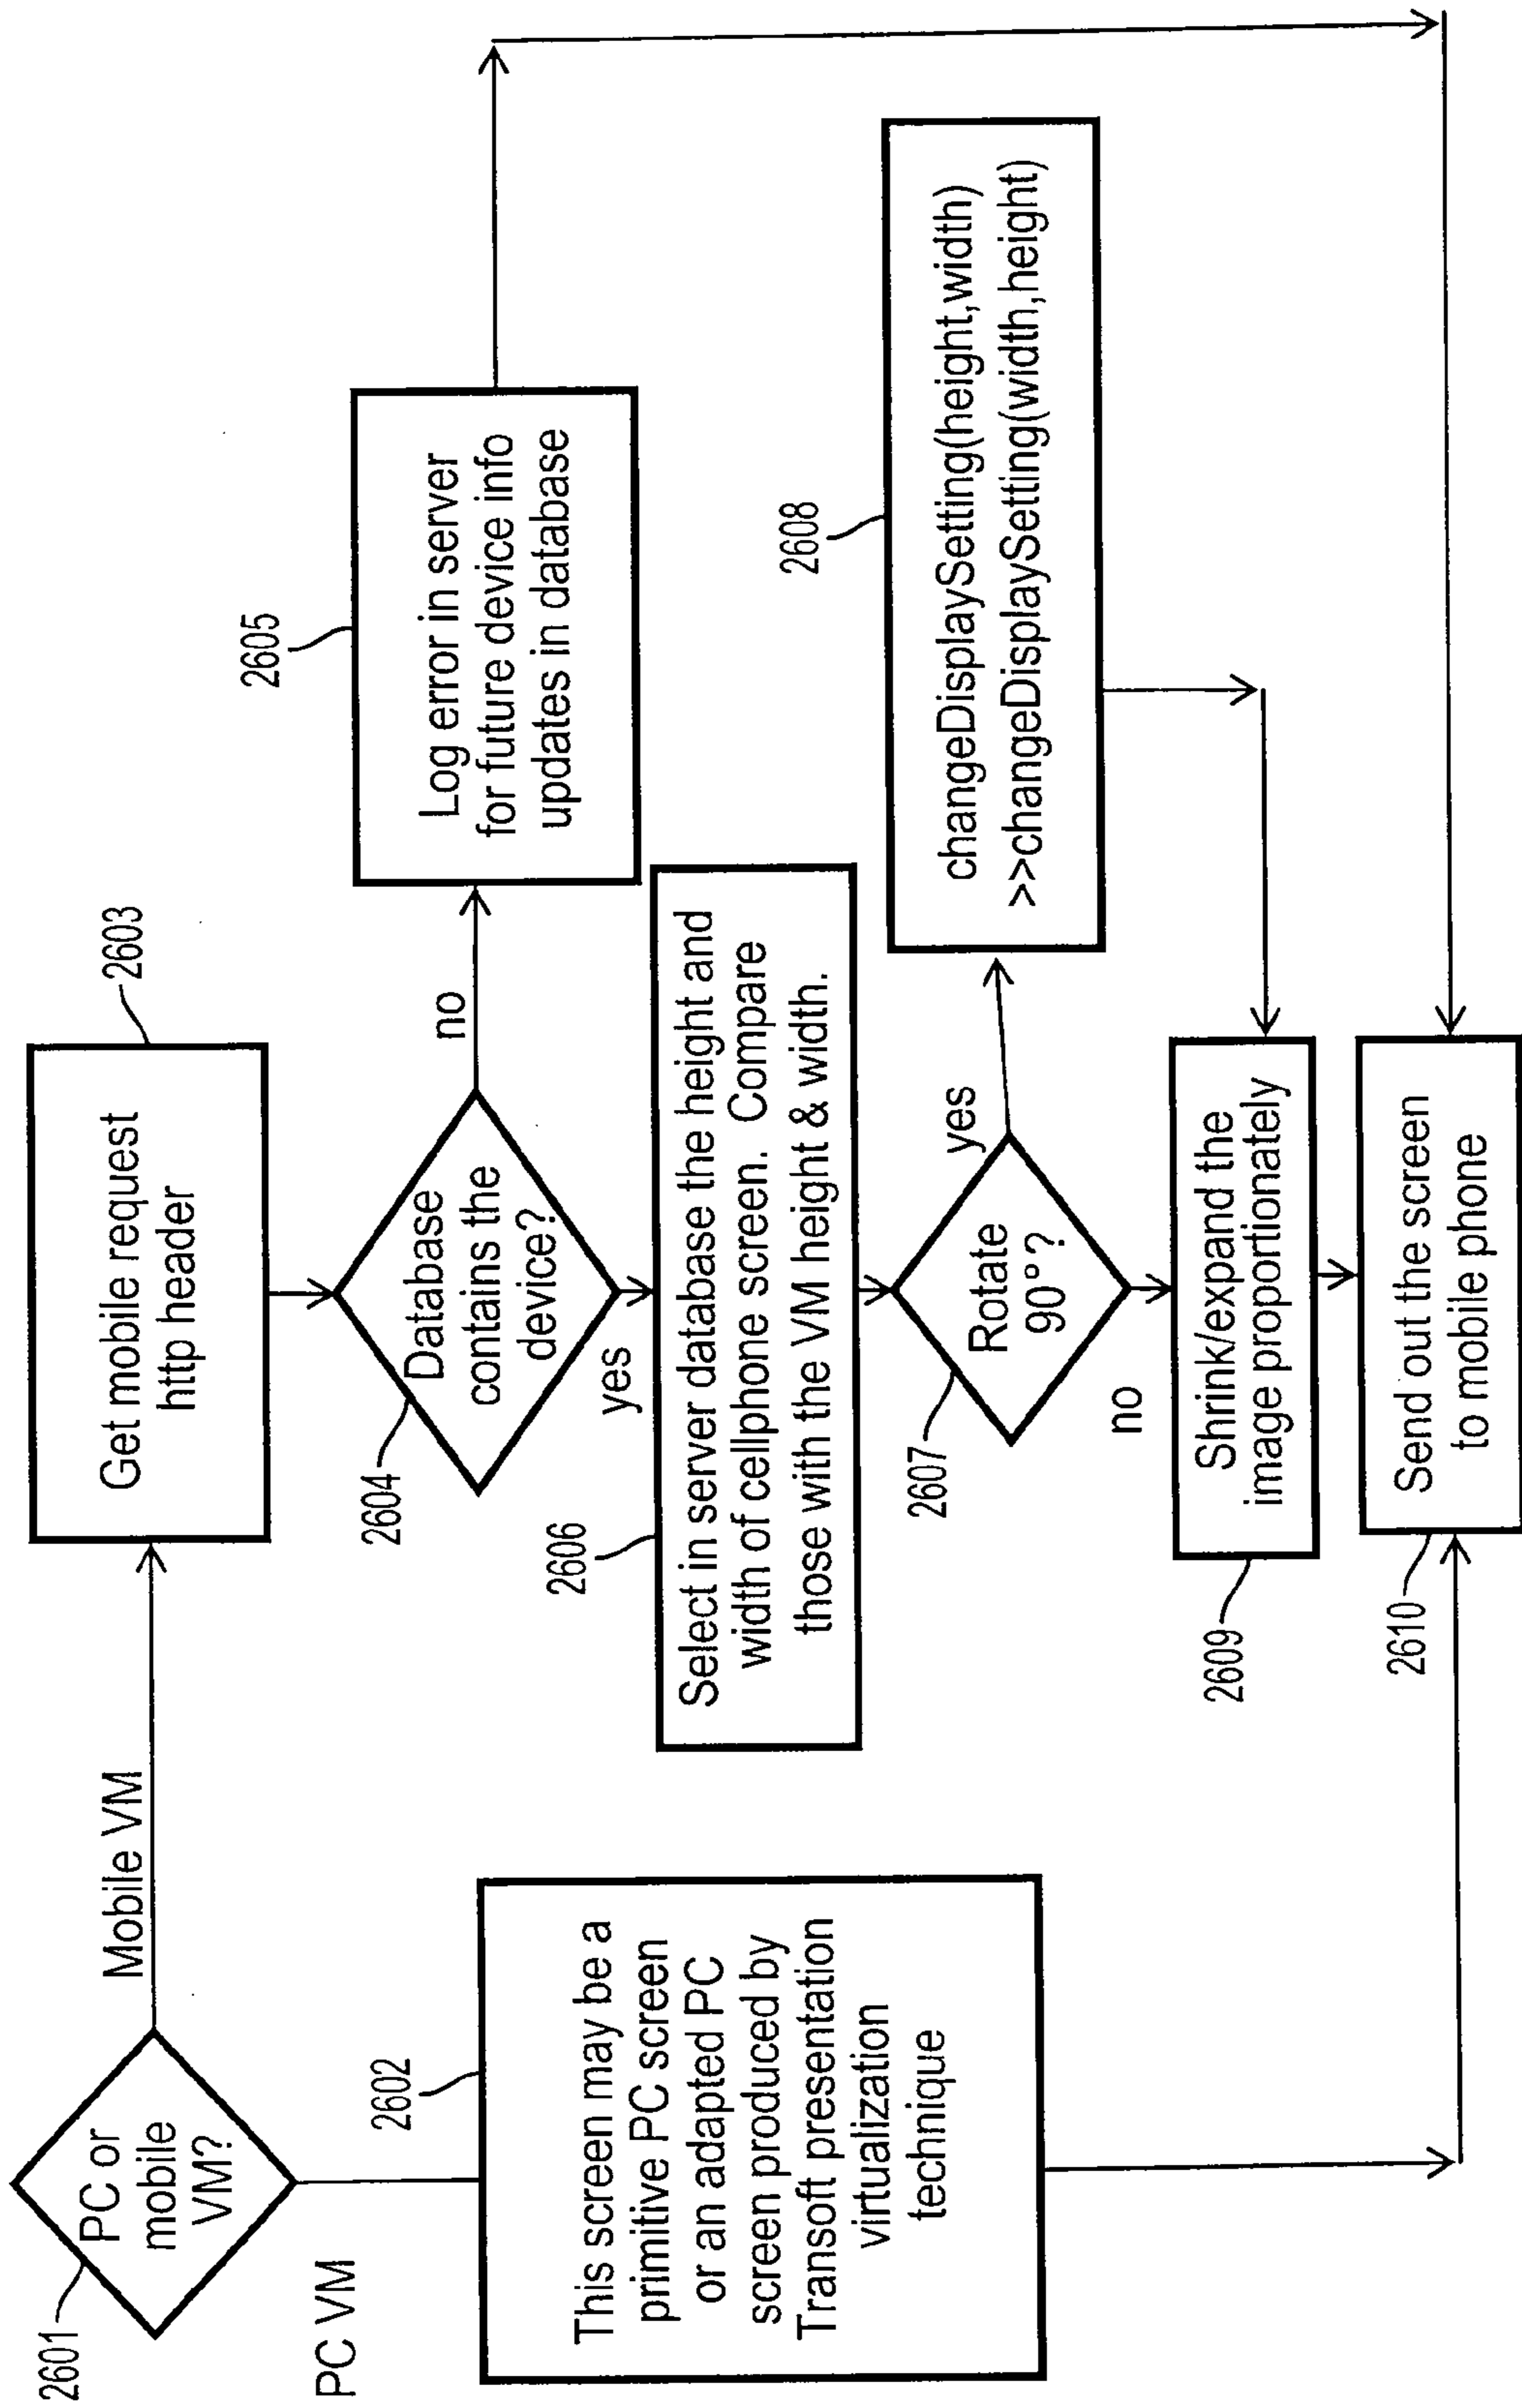 2601
PC or
mobile
VM?
Mobile VM
PC VM
2602
This screen may be a
primitive PC screen
or an adapted PC
screen produced by
Transoft presentation
virtualization
technique
2603
Get mobile request
http header
2604
Database
contains the
device?
no
yes
2605
Log error in server
for future device info
updates in database
2606
Select in server database the height and
width of cellphone screen. Compare
those with the VM height & width.
2607
Rotate
90°?
yes
no
2608
changeDisplaySetting(height,width)
>>changeDisplaySetting(width,height)
2609
Shrink/expand the
image proportionately
2610
Send out the screen
to mobile phone